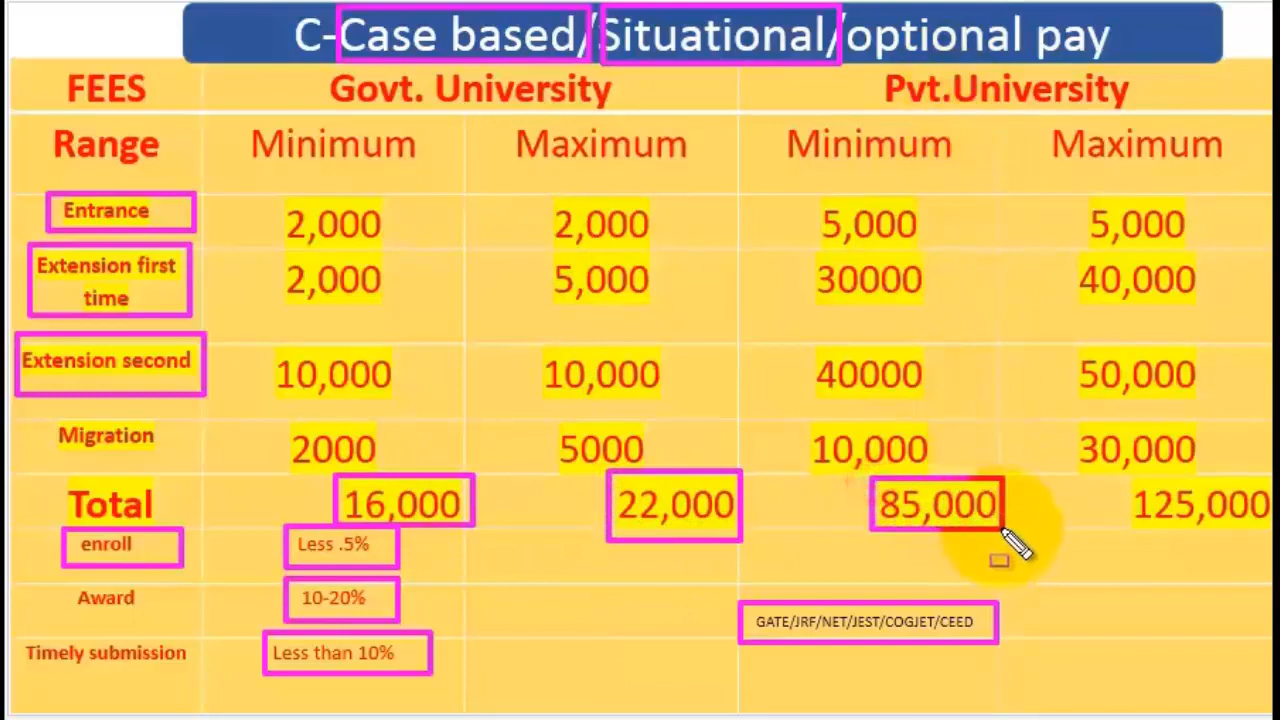 C-Case based/Situational/optional pay
FEES Govt. University Pvt.University
Range Minimum Maximum Minimum Maximum
Entrance 2,000 2,000 5,000 5,000
Extension first
time 2,000 5,000 30000 40,000
Extension second 10,000 10,000 40000 50,000
Migration 2000 5000 10,000 30,000
Total 16,000 22,000 85,000 125,000
enroll Less .5%
Award 10-20%
GATE/JRF/NET/JEST/COGJET/CEED
Timely submission Less than 10%